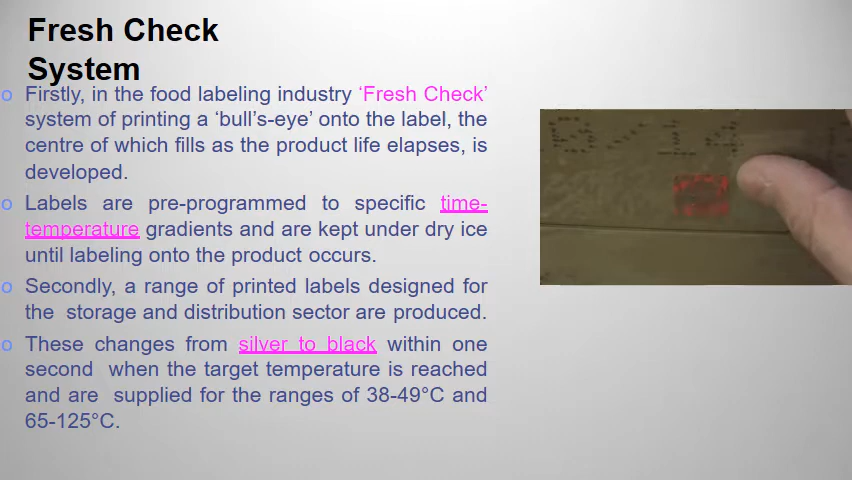 Fresh Check
System
o Firstly, in the food labeling industry ‘Fresh Check’
system of printing a ‘bull’s-eye’ onto the label, the
centre of which fills as the product life elapses, is
developed.
o Labels are pre-programmed to specific time-
temperature gradients and are kept under dry ice
until labeling onto the product occurs.
o Secondly, a range of printed labels designed for
the storage and distribution sector are produced.
o These changes from silver to black within one
second when the target temperature is reached
and are supplied for the ranges of 38-49°C and
65-125°C.